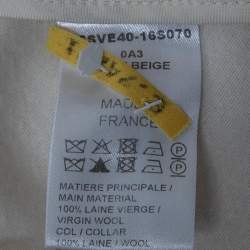 SVE40-16S070
0A3
BEIGE
MADE
FRANCE
MATIERE PRINCIPALE /
MAIN MATERIAL
100% LAINE VIERGE /
VIRGIN WOOL
COL / COLLAR
100% LAINE / WOOL